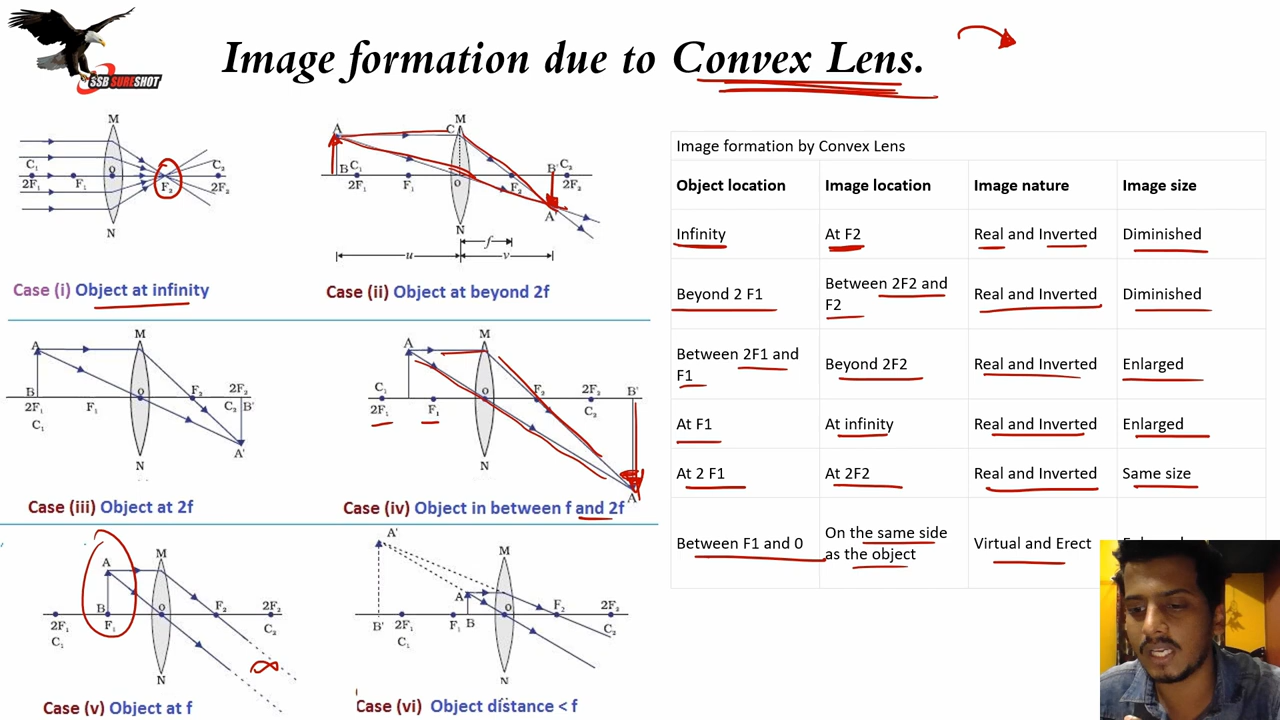 SSB SURESHOT
Image formation due to Convex Lens.
M
C₁ C₂
2F₁ F₁ O F₂ 2F₂
N
Case (i) Object at infinity
M
A C
B C₁ B' C₂
2F₁ F₁ O F₂ 2F₂
A'
N
f
u v
Case (ii) Object at beyond 2f
M
A
B O F₂ 2F₂
2F₁ F₁ C₂ B'
C₁
A'
N
Case (iii) Object at 2f
M
A
C₁ O F₂ 2F₂ B'
2F₁ F₁ C₂
N
A
Case (iv) Object in between f and 2f
M
A
B O F₂ 2F₂
2F₁ F₁ C₂
C₁
∞
N
Case (v) Object at f
A'
M
A O F₂ 2F₂
B' 2F₁ F₁ B C₂
C₁
N
Case (vi) Object distance < f
Image formation by Convex Lens
Object location Image location Image nature Image size
Infinity At F2 Real and Inverted Diminished
Beyond 2 F1 Between 2F2 and
F2 Real and Inverted Diminished
Between 2F1 and
F1 Beyond 2F2 Real and Inverted Enlarged
At F1 At infinity Real and Inverted Enlarged
At 2 F1 At 2F2 Real and Inverted Same size
Between F1 and 0 On the same side
as the object Virtual and Erect